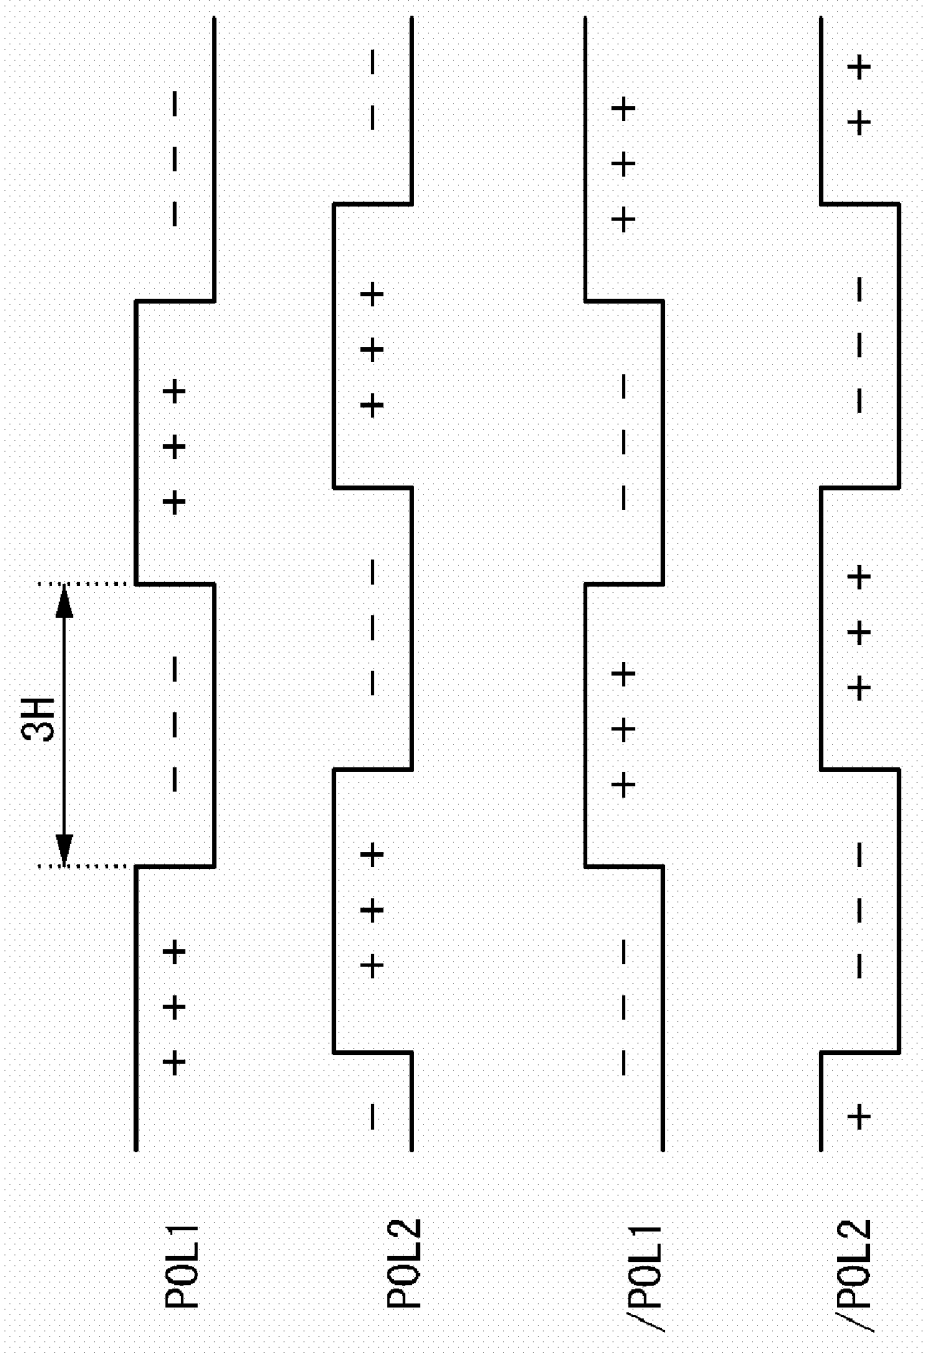 3H
POL1 + + + - - - + + + - - -
POL2 - + + + - - - + + + - -
/POL1 - - - + + + - - - + + +
/POL2 + - - - + + + - - - + +